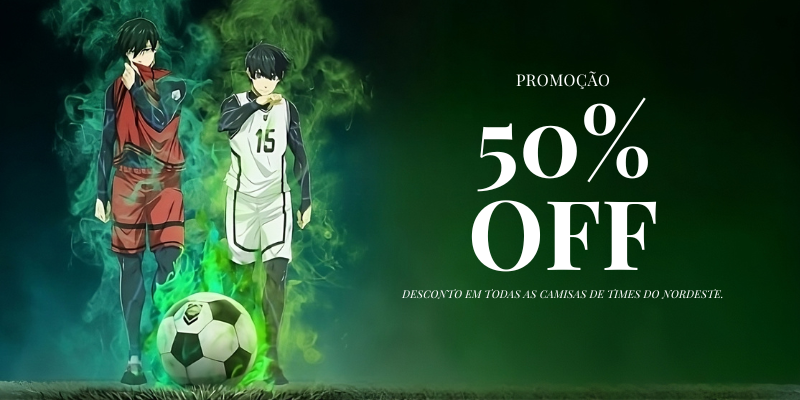 15
PROMOÇÃO
50%
OFF
DESCONTO EM TODAS AS CAMISAS DE TIMES DO NORDESTE.